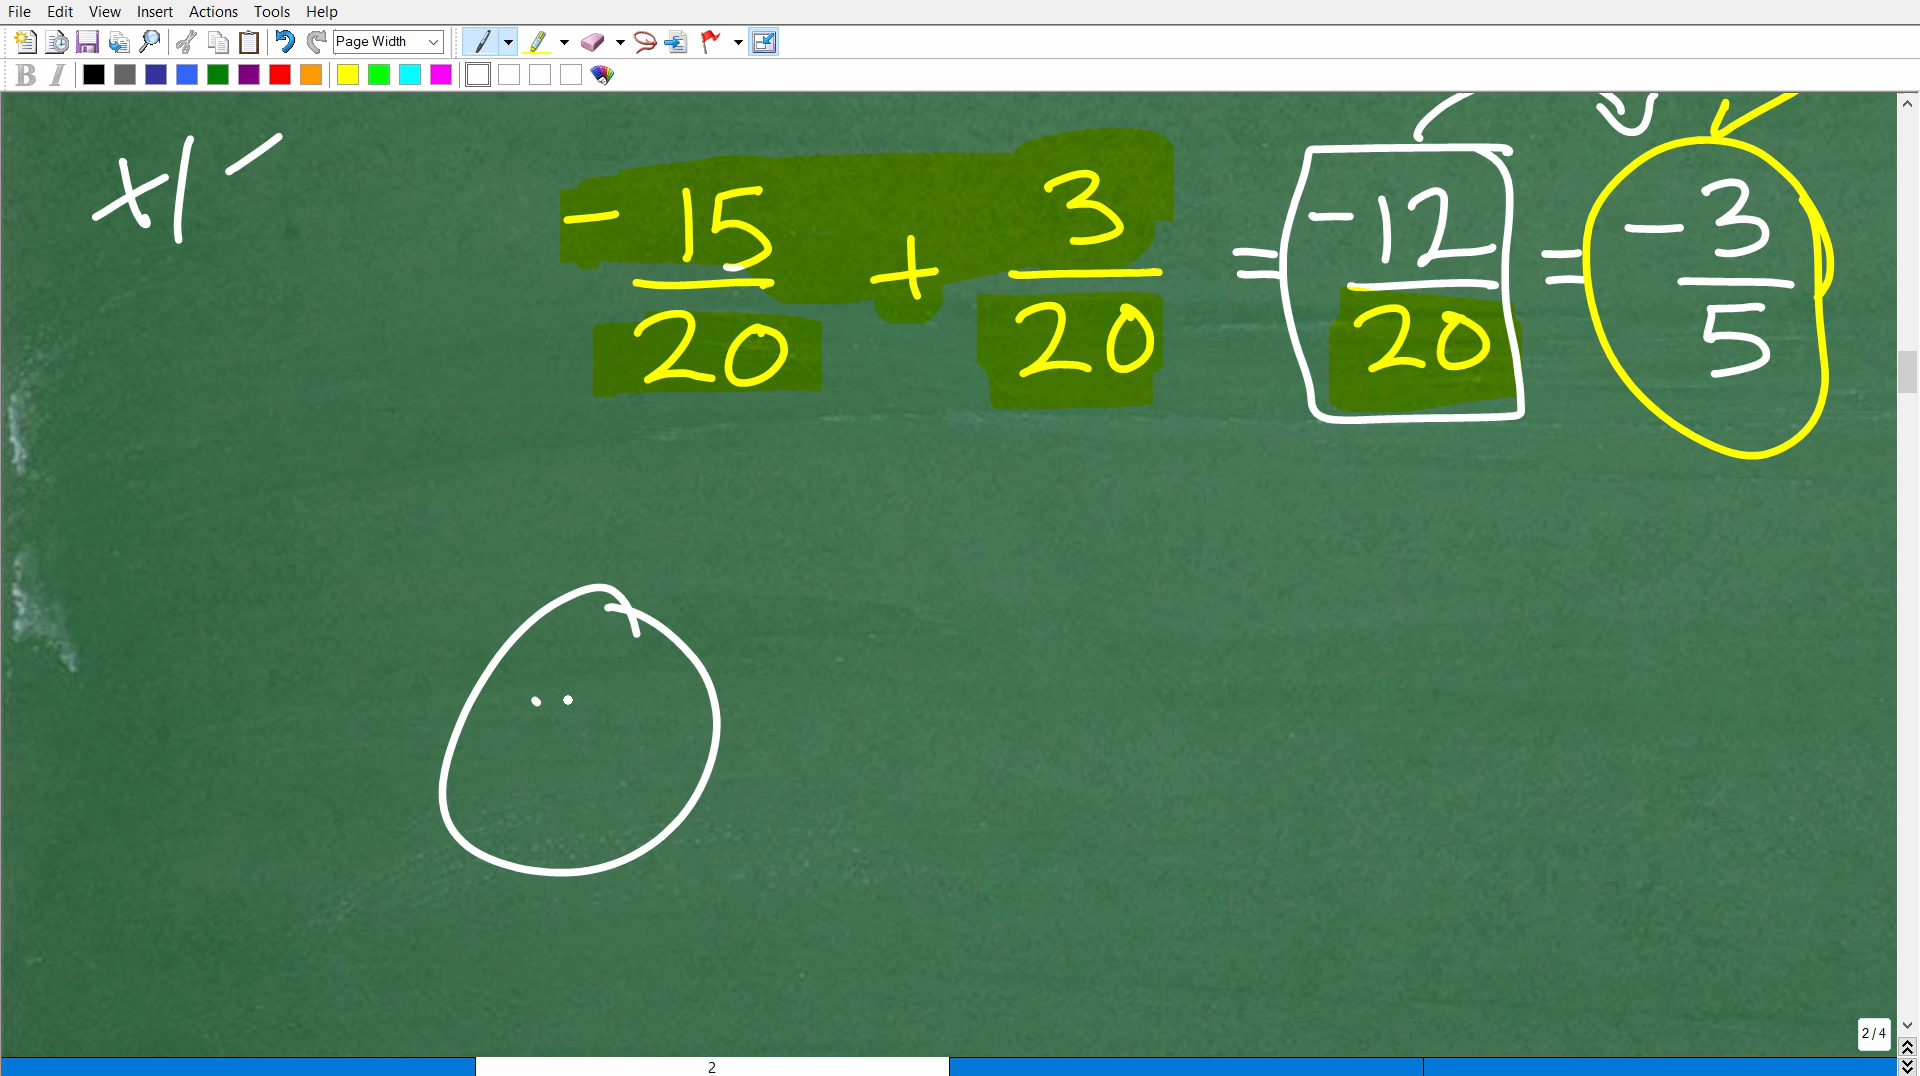 File Edit View Insert Actions Tools Help
Page Width
B I
+/-
-15/20 + 3/20 = -12/20 = -3/5
2 / 4
2